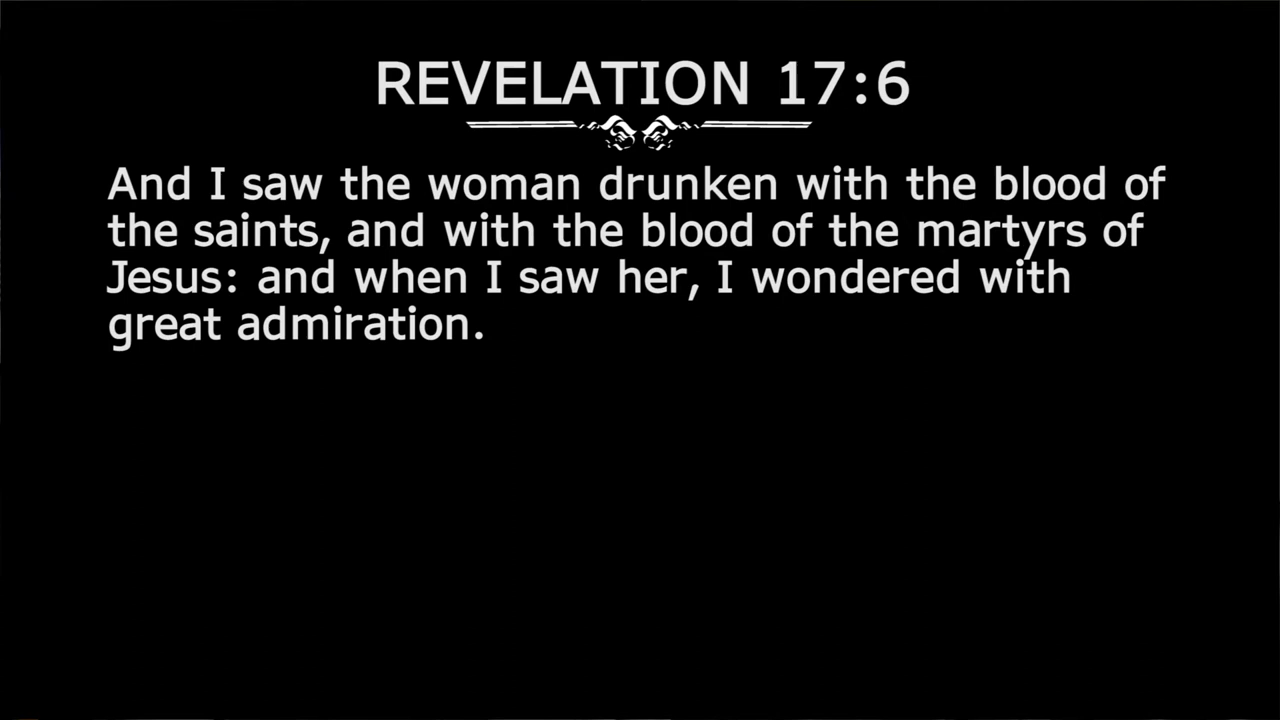 REVELATION 17:6
And I saw the woman drunken with the blood of
the saints, and with the blood of the martyrs of
Jesus: and when I saw her, I wondered with
great admiration.